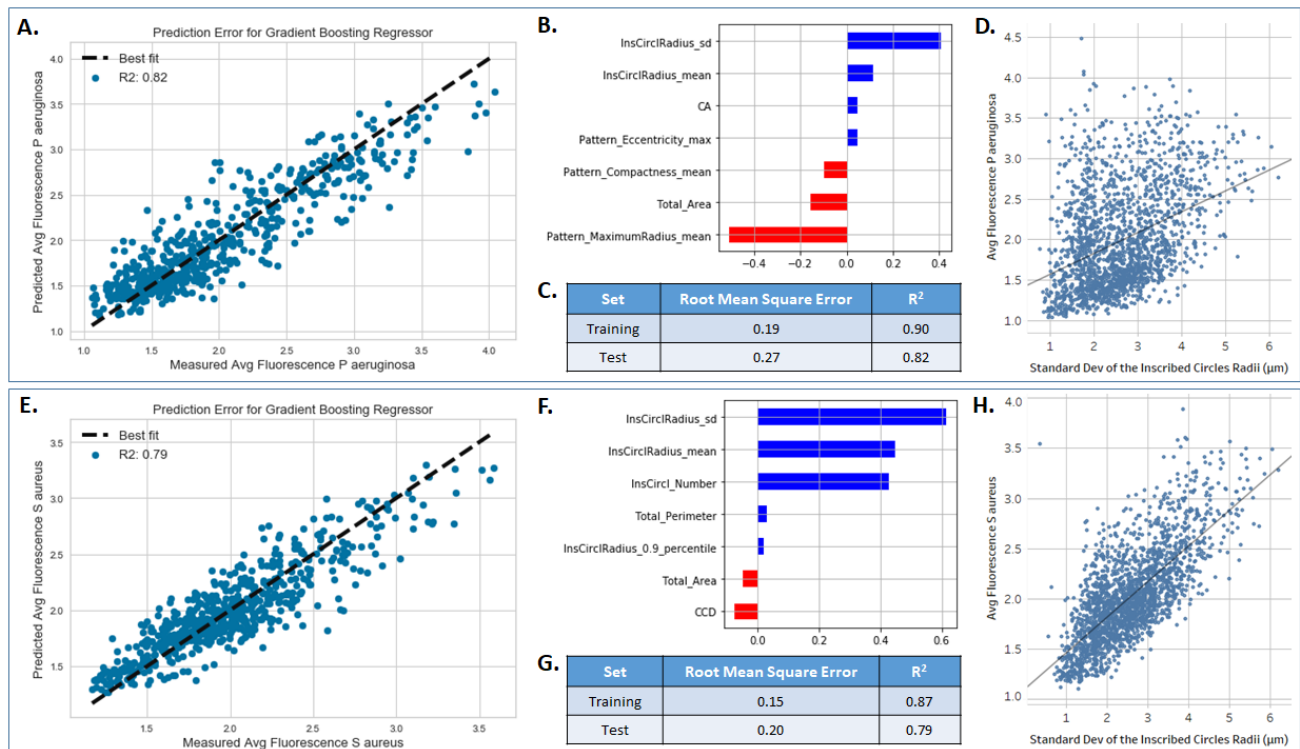 A.
Prediction Error for Gradient Boosting Regressor
Best fit
R2: 0.82
Predicted Avg Fluorescence P aeruginosa
4.0
3.5
3.0
2.5
2.0
1.5
1.0
1.0 1.5 2.0 2.5 3.0 3.5 4.0
Measured Avg Fluorescence P aeruginosa
B.
InsCirclRadius_sd
InsCirclRadius_mean
CA
Pattern_Eccentricity_max
Pattern_Compactness_mean
Total_Area
Pattern_MaximumRadius_mean
−0.4 −0.2 0.0 0.2 0.4
C.
Set Root Mean Square Error R²
Training 0.19 0.90
Test 0.27 0.82
D.
Avg Fluorescence P aeruginosa
4.5
4.0
3.5
3.0
2.5
2.0
1.5
1.0
1 2 3 4 5 6
Standard Dev of the Inscribed Circles Radii (μm)
E.
Prediction Error for Gradient Boosting Regressor
Best fit
R2: 0.79
Predicted Avg Fluorescence S aureus
3.5
3.0
2.5
2.0
1.5
1.5 2.0 2.5 3.0 3.5
Measured Avg Fluorescence S aureus
F.
InsCirclRadius_sd
InsCirclRadius_mean
InsCircl_Number
Total_Perimeter
InsCirclRadius_0.9_percentile
Total_Area
CCD
0.0 0.2 0.4 0.6
G.
Set Root Mean Square Error R²
Training 0.15 0.87
Test 0.20 0.79
H.
Avg Fluorescence S aureus
4.0
3.5
3.0
2.5
2.0
1.5
1.0
1 2 3 4 5 6
Standard Dev of the Inscribed Circles Radii (μm)